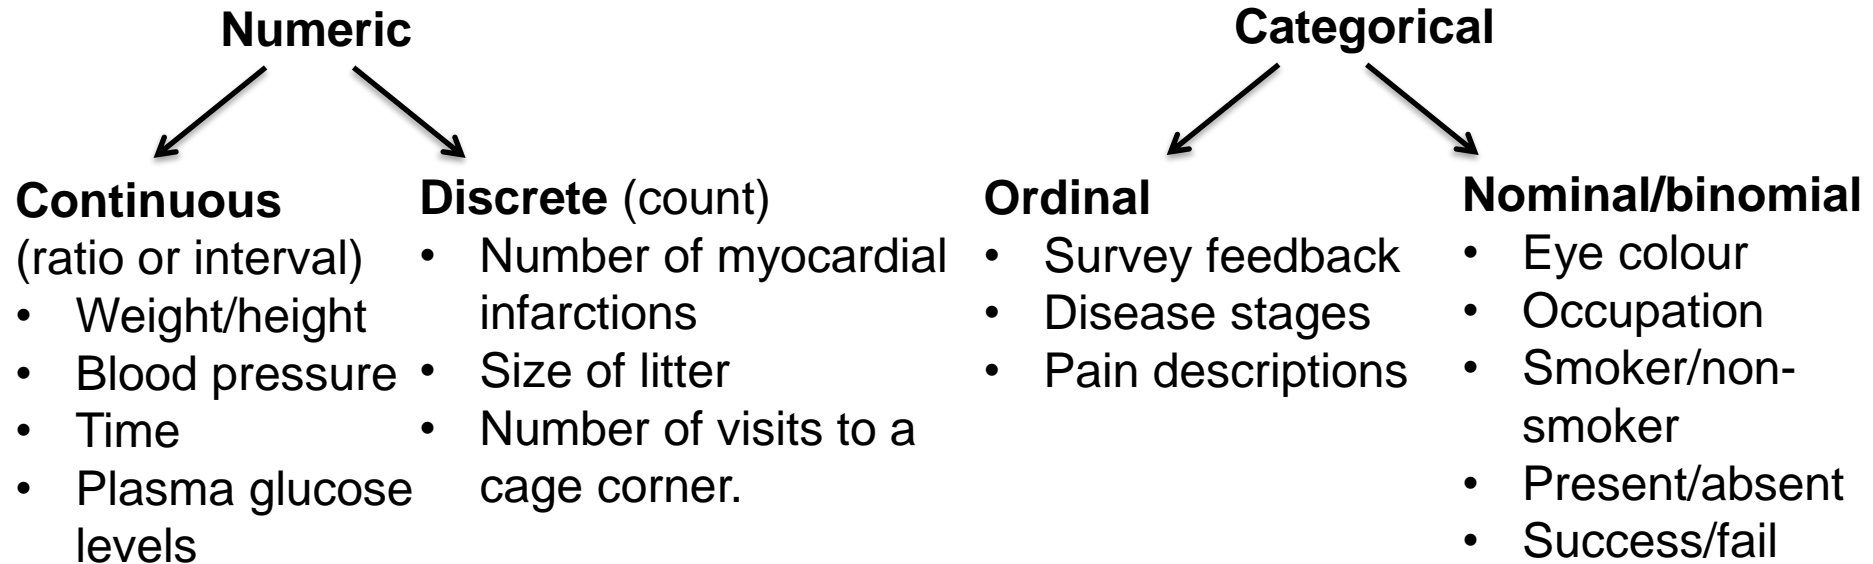 Numeric
Categorical
Continuous
(ratio or interval)
• Weight/height
• Blood pressure
• Time
• Plasma glucose
levels
Discrete (count)
• Number of myocardial
infarctions
• Size of litter
• Number of visits to a
cage corner.
Ordinal
• Survey feedback
• Disease stages
• Pain descriptions
Nominal/binomial
• Eye colour
• Occupation
• Smoker/non-
smoker
• Present/absent
• Success/fail